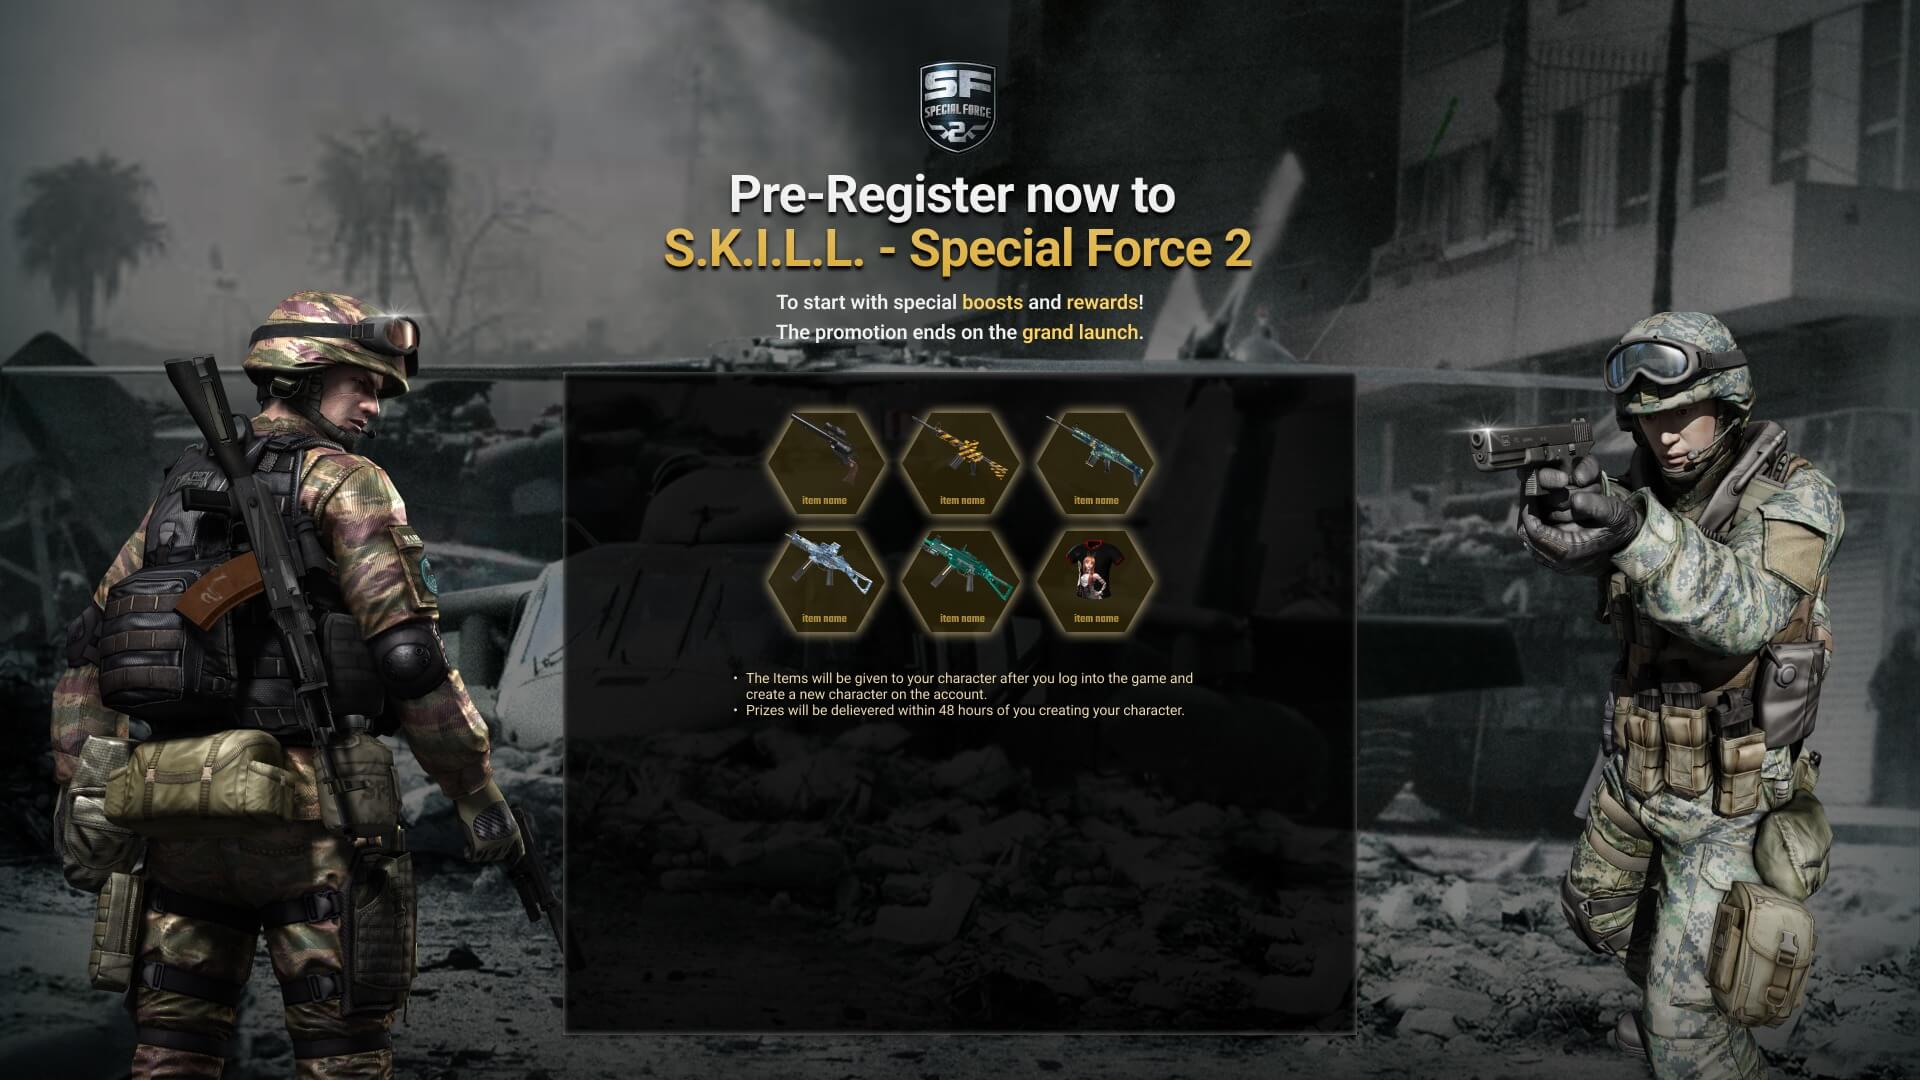 SF
SPECIAL FORCE
2
Pre-Register now to
S.K.I.L.L. - Special Force 2
To start with special boosts and rewards!
The promotion ends on the grand launch.
item name
item name
item name
item name
item name
item name
• The Items will be given to your character after you log into the game and
create a new character on the account.
• Prizes will be delievered within 48 hours of you creating your character.